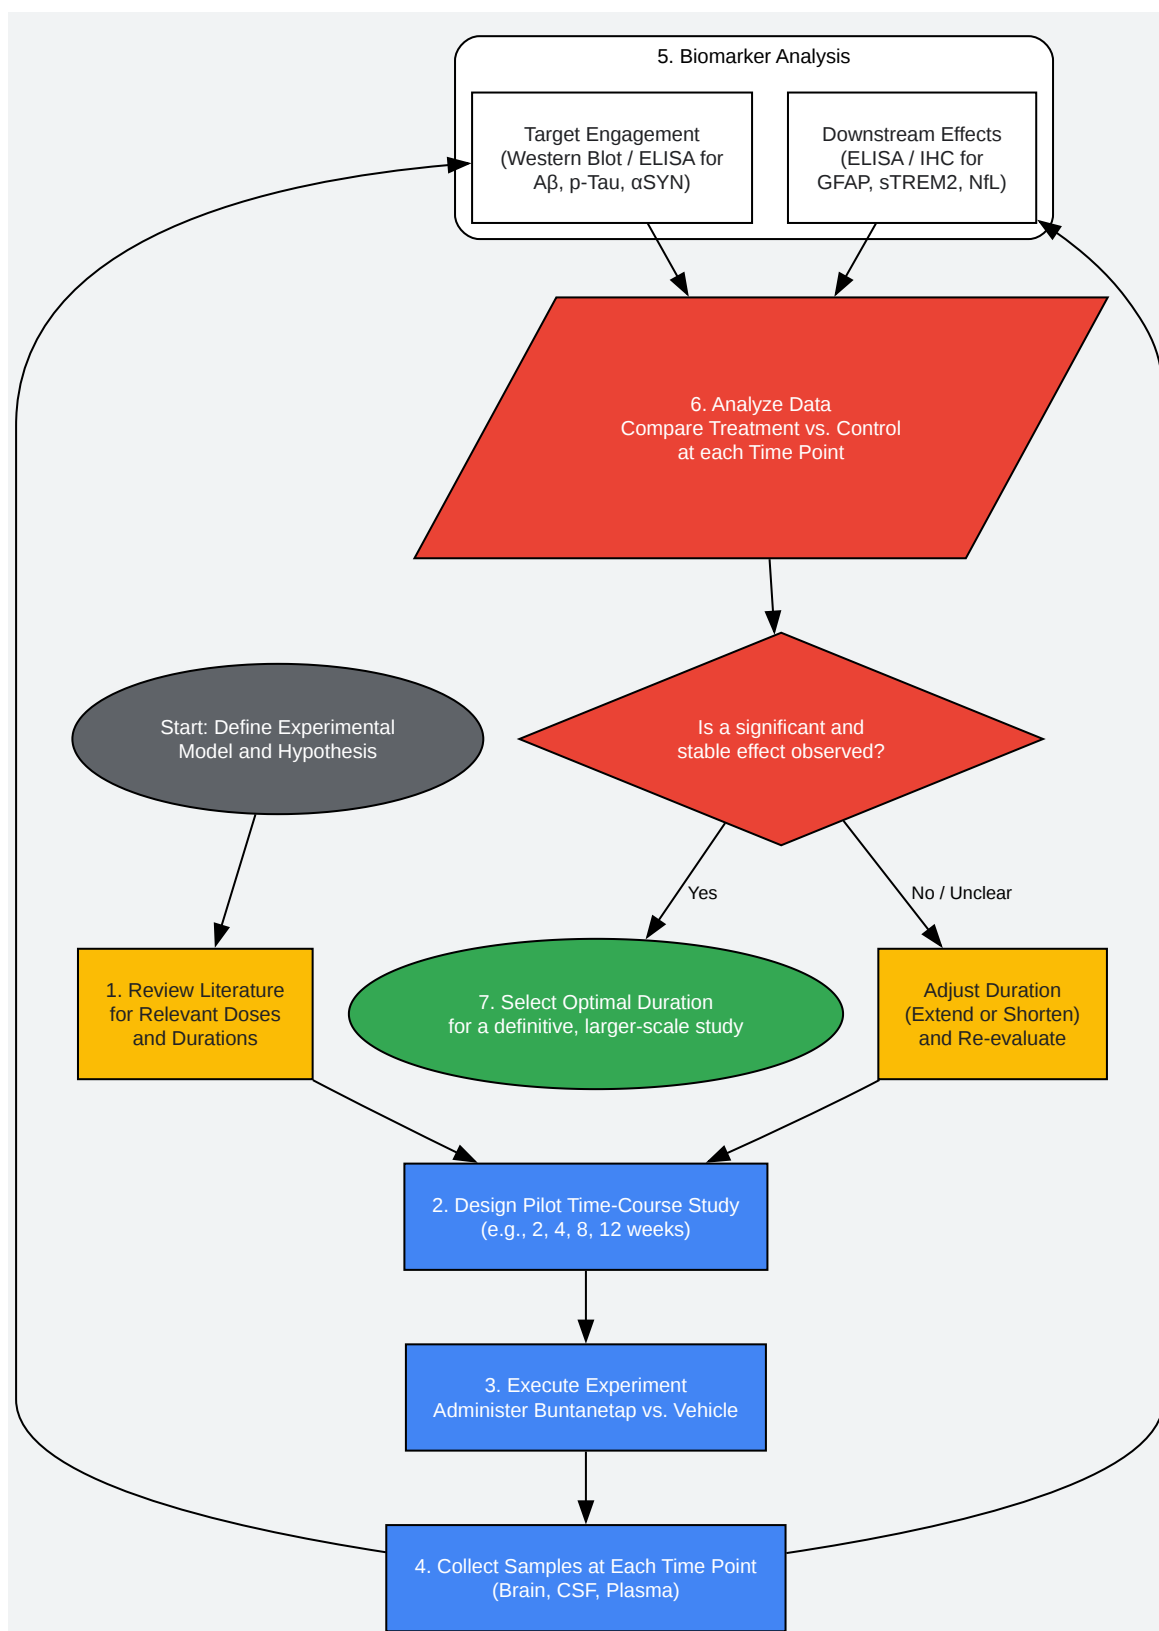 5. Biomarker Analysis
Target Engagement
(Western Blot / ELISA for
Aβ, p-Tau, αSYN)
Downstream Effects
(ELISA / IHC for
GFAP, sTREM2, NfL)
6. Analyze Data
Compare Treatment vs. Control
at each Time Point
Start: Define Experimental
Model and Hypothesis
Is a significant and
stable effect observed?
Yes
No / Unclear
1. Review Literature
for Relevant Doses
and Durations
7. Select Optimal Duration
for a definitive, larger-scale study
Adjust Duration
(Extend or Shorten)
and Re-evaluate
2. Design Pilot Time-Course Study
(e.g., 2, 4, 8, 12 weeks)
3. Execute Experiment
Administer Buntanetap vs. Vehicle
4. Collect Samples at Each Time Point
(Brain, CSF, Plasma)